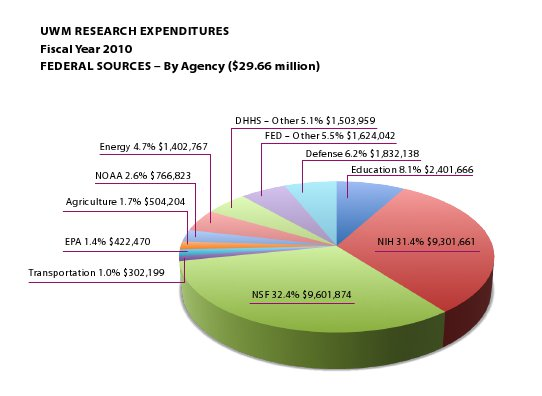 UWM RESEARCH EXPENDITURES
Fiscal Year 2010
FEDERAL SOURCES – By Agency ($29.66 million)
DHHS – Other 5.1% $1,503,959
FED – Other 5.5% $1,624,042
Energy 4.7% $1,402,767
Defense 6.2% $1,832,138
Education 8.1% $2,401,666
NOAA 2.6% $766,823
Agriculture 1.7% $504,204
EPA 1.4% $422,470
NIH 31.4% $9,301,661
Transportation 1.0% $302,199
NSF 32.4% $9,601,874